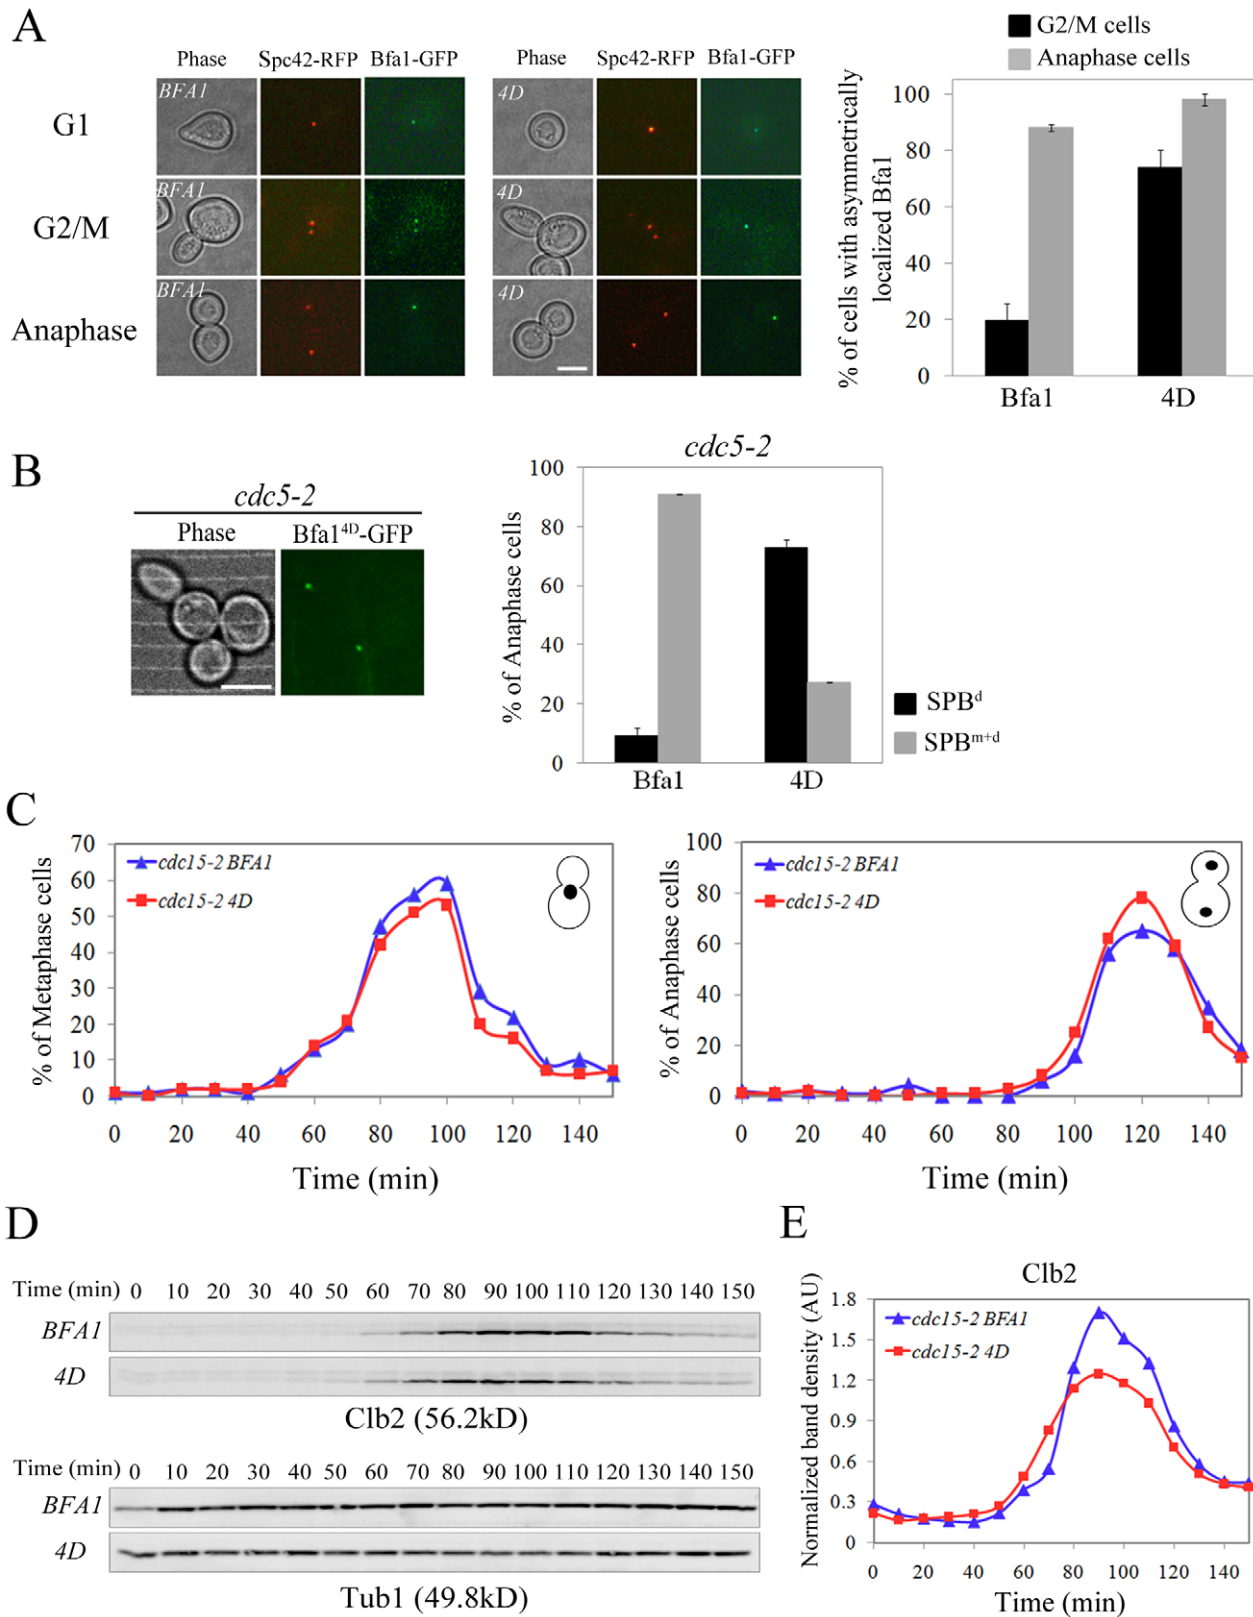 A
G2/M cells
Anaphase cells
Phase Spc42-RFP Bfa1-GFP Phase Spc42-RFP Bfa1-GFP
G1
BFA1 4D
G2/M
BFA1 4D
Anaphase
BFA1 4D
% of cells with asymmetrically
localized Bfa1
100
80
60
40
20
0
Bfa1 4D
B
cdc5-2
Phase Bfa1⁴ᴰ-GFP
cdc5-2
% of Anaphase cells
100
80
60
40
20
0
Bfa1 4D
SPBᵈ
SPBᵐ⁺ᵈ
C
% of Metaphase cells
70
60
50
40
30
20
10
0
cdc15-2 BFA1
cdc15-2 4D
0 20 40 60 80 100 120 140
Time (min)
% of Anaphase cells
100
80
60
40
20
0
cdc15-2 BFA1
cdc15-2 4D
0 20 40 60 80 100 120 140
Time (min)
D
Time (min) 0 10 20 30 40 50 60 70 80 90 100 110 120 130 140 150
BFA1
4D
Clb2 (56.2kD)
Time (min) 0 10 20 30 40 50 60 70 80 90 100 110 120 130 140 150
BFA1
4D
Tub1 (49.8kD)
E
Clb2
Normalized band density (AU)
1.8
1.5
1.2
0.9
0.6
0.3
0
cdc15-2 BFA1
cdc15-2 4D
0 20 40 60 80 100 120 140
Time (min)